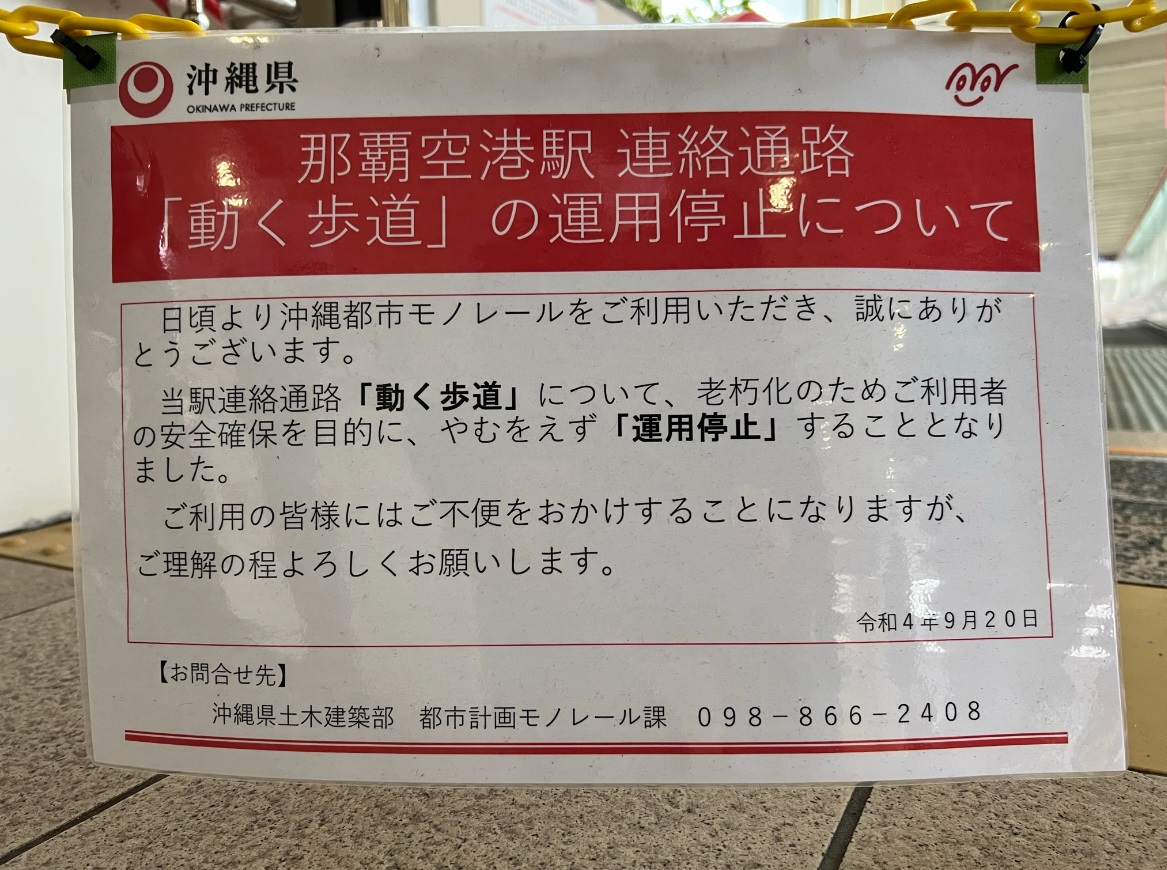 沖縄県
OKINAWA PREFECTURE
那覇空港駅 連絡通路
「動く歩道」の運用停止について
日頃より沖縄都市モノレールをご利用いただき、誠にありが
とうございます。
当駅連絡通路「動く歩道」について、老朽化のためご利用者
の安全確保を目的に、やむをえず「運用停止」することとなり
ました。
ご利用の皆様にはご不便をおかけすることになりますが、
ご理解の程よろしくお願いします。
令和4年9月20日
【お問合せ先】
沖縄県土木建築部　都市計画モノレール課　098－866－2408